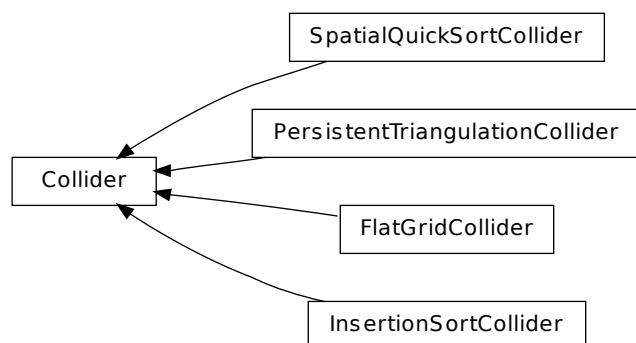 SpatialQuickSortCollider
PersistentTriangulationCollider
Collider
FlatGridCollider
InsertionSortCollider